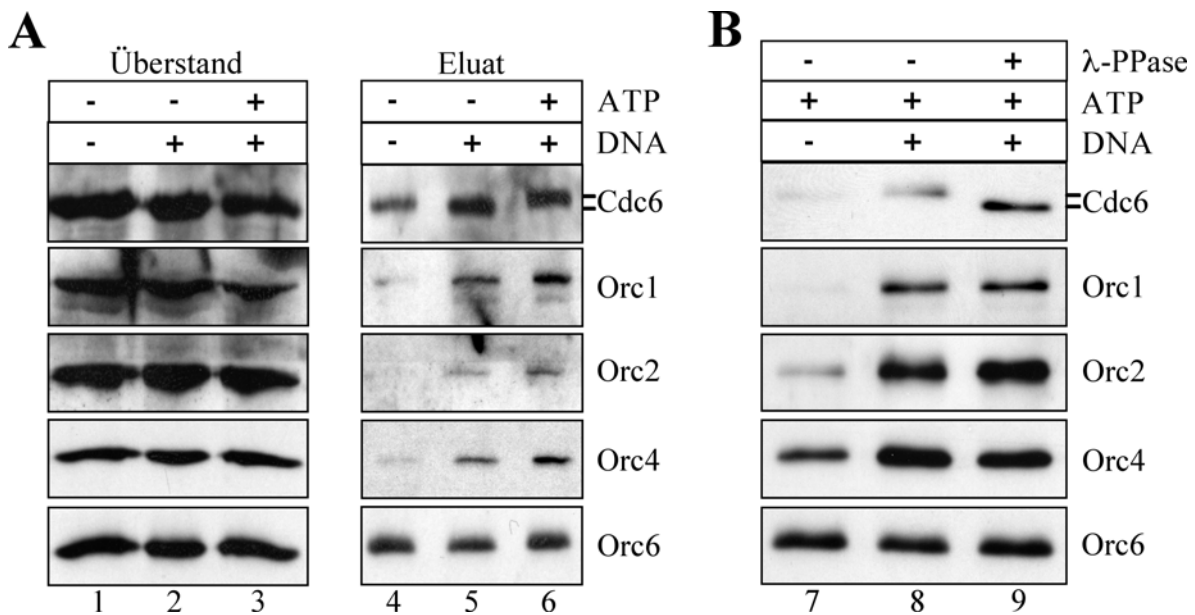 A
Überstand
Eluat
- - + - - + ATP
- + + - + + DNA
Cdc6
Orc1
Orc2
Orc4
Orc6
1 2 3 4 5 6
B
- - + λ-PPase
+ + + ATP
- + + DNA
Cdc6
Orc1
Orc2
Orc4
Orc6
7 8 9